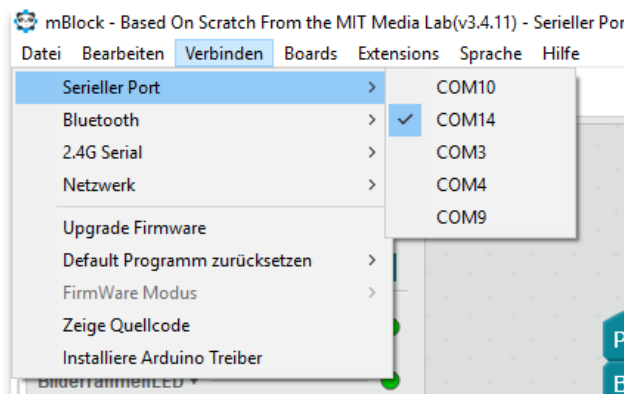 mBlock - Based On Scratch From the MIT Media Lab(v3.4.11) - Serieller Por
Datei Bearbeiten Verbinden Boards Extensions Sprache Hilfe
Serieller Port
COM10
Bluetooth
COM14
2.4G Serial
COM3
Netzwerk
COM4
COM9
Upgrade Firmware
Default Programm zurücksetzen
FirmWare Modus
Zeige Quellcode
P
Installiere Arduino Treiber
BilderrahmenLED
B